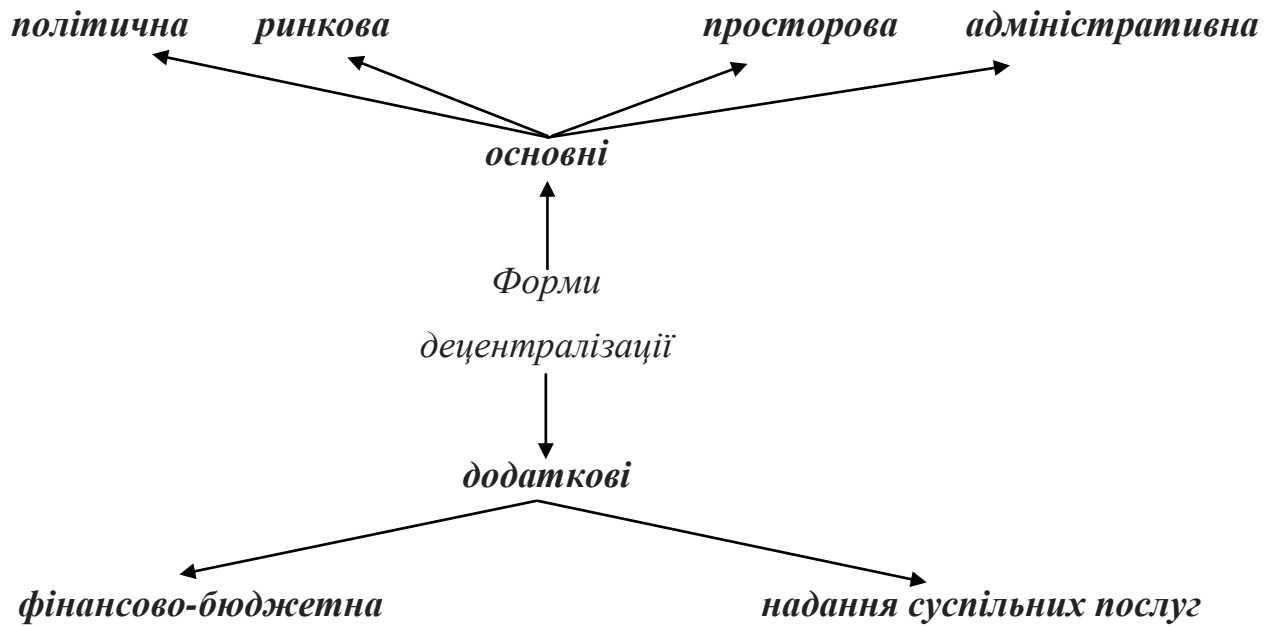 політична ринкова просторова адміністративна
основні
Форми
децентралізації
додаткові
фінансово-бюджетна надання суспільних послуг